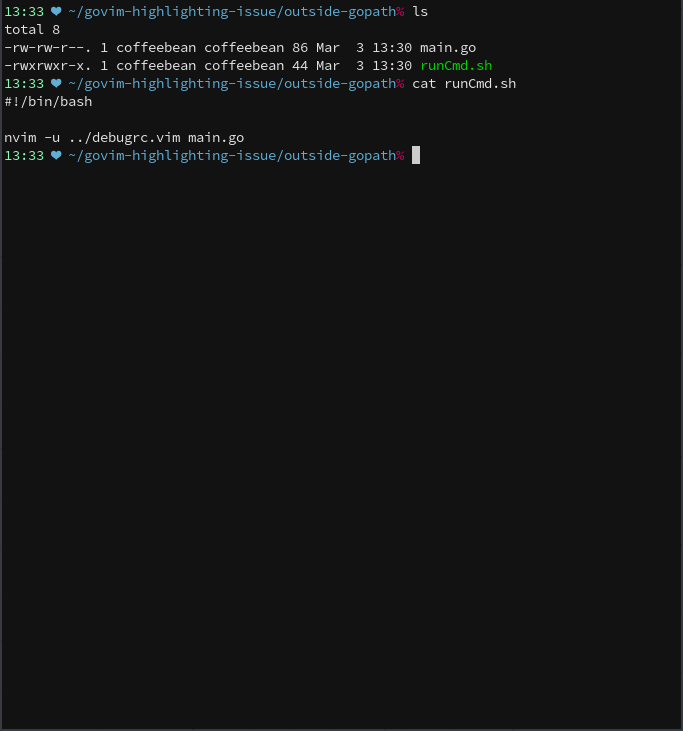 13:33 ❤ ~/govim-highlighting-issue/outside-gopath% ls
total 8
-rw-rw-r--. 1 coffeebean coffeebean 86 Mar  3 13:30 main.go
-rwxrwxr-x. 1 coffeebean coffeebean 44 Mar  3 13:30 runCmd.sh
13:33 ❤ ~/govim-highlighting-issue/outside-gopath% cat runCmd.sh
#!/bin/bash

nvim -u ../debugrc.vim main.go
13:33 ❤ ~/govim-highlighting-issue/outside-gopath%